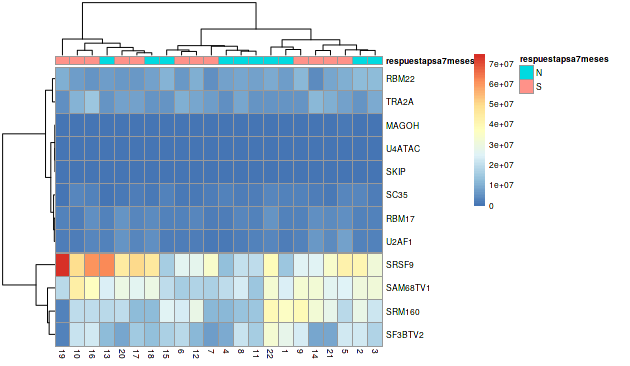 respuestapsa7meses
respuestapsa7meses
N
S
7e+07
6e+07
5e+07
4e+07
3e+07
2e+07
1e+07
0
RBM22
TRA2A
MAGOH
U4ATAC
SKIP
SC35
RBM17
U2AF1
SRSF9
SAM68TV1
SRM160
SF3BTV2
19 10 16 13 20 17 18 15 6 12 7 4 8 11 22 1 9 14 21 5 2 3